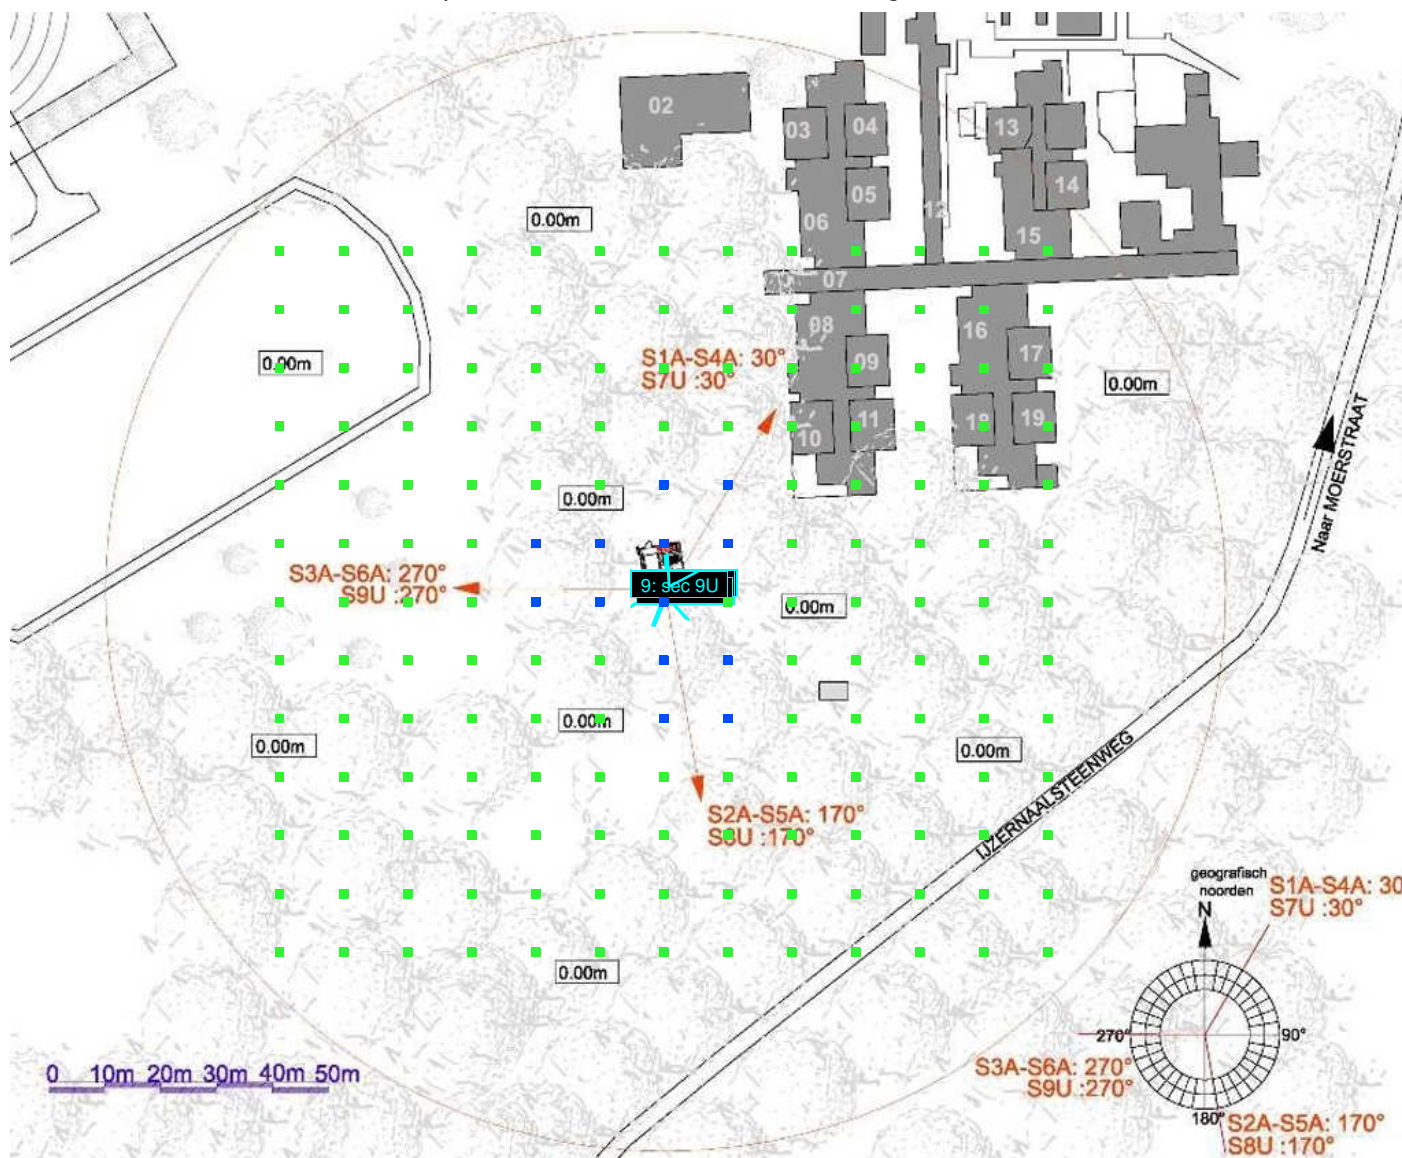 02
03
04
13
14
05
06
12
15
0.00m
07
08
16
S1A-S4A: 30°
S7U :30°
09
17
0.00m
0.00m
10
11
18
19
Naar MOERSTRAAT
0.00m
S3A-S6A: 270°
S9U :270°
9: sec 9U
0.00m
0.00m
0.00m
0.00m
IJZERNAALSTEENWEG
S2A-S5A: 170°
:170°
geografisch
noorden
N
S1A-S4A: 30
S7U :30°
0.00m
270°
90°
S3A-S6A: 270°
S9U :270°
180°
S2A-S5A: 170°
S8U :170°
0 10m 20m 30m 40m 50m